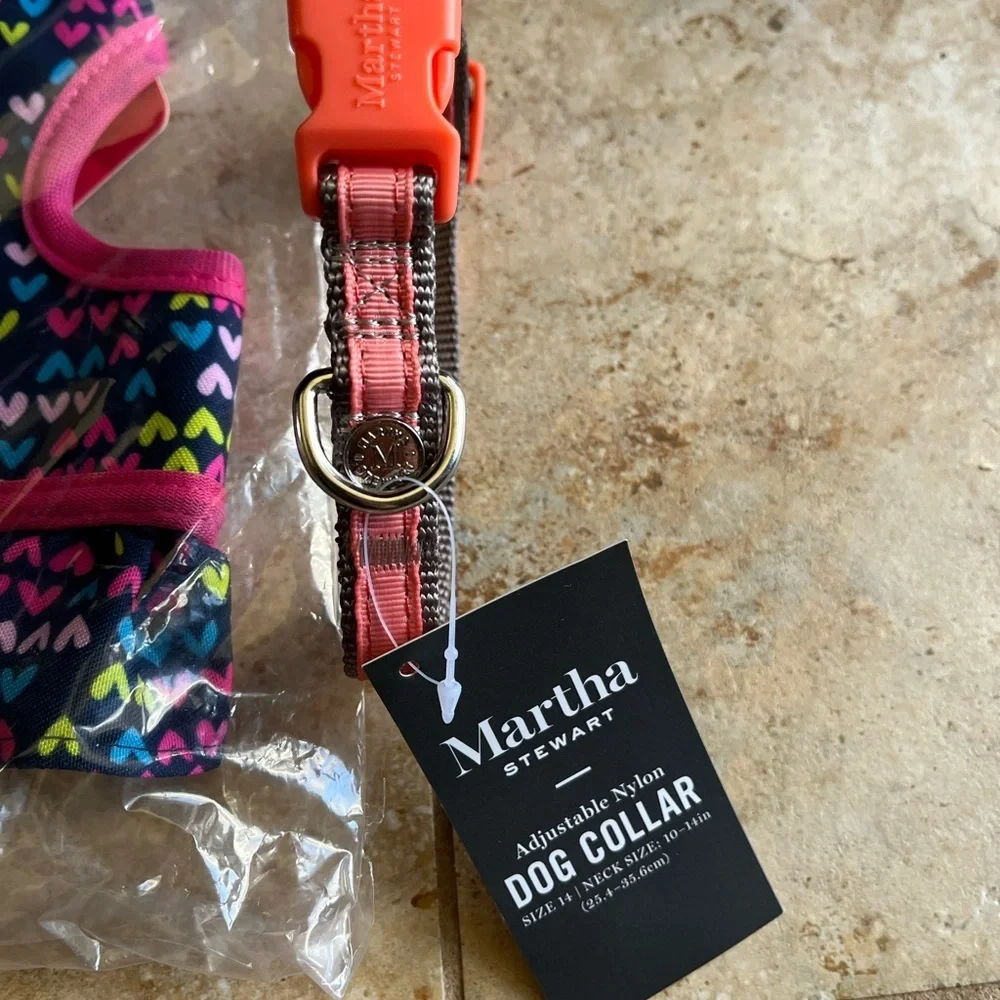 Martha
STEWART
M
Martha
STEWART
Adjustable Nylon
DOG COLLAR
SIZE 14 | NECK SIZE: 10–14in
(25.4–35.6cm)